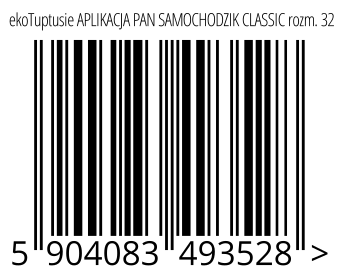 ekoTuptusie APLIKACJA PAN SAMOCHODZIK CLASSIC rozm. 32
5 904083 493528 >